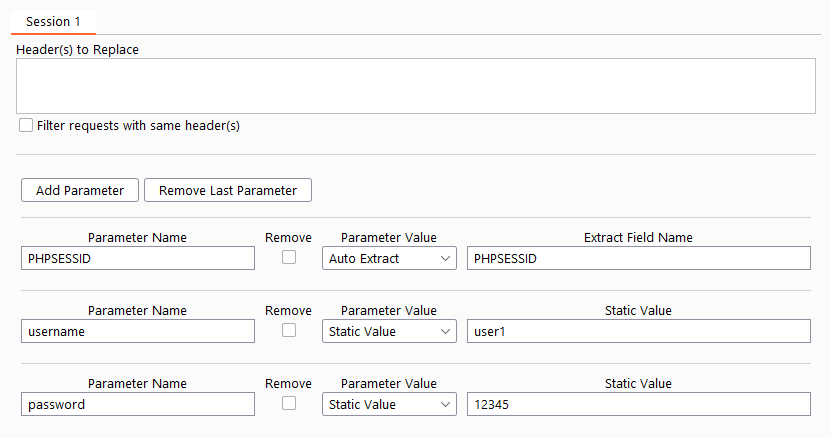 Session 1
Header(s) to Replace
Filter requests with same header(s)
Add Parameter Remove Last Parameter
Parameter Name Remove Parameter Value Extract Field Name
PHPSESSID Auto Extract PHPSESSID
Parameter Name Remove Parameter Value Static Value
username Static Value user1
Parameter Name Remove Parameter Value Static Value
password Static Value 12345